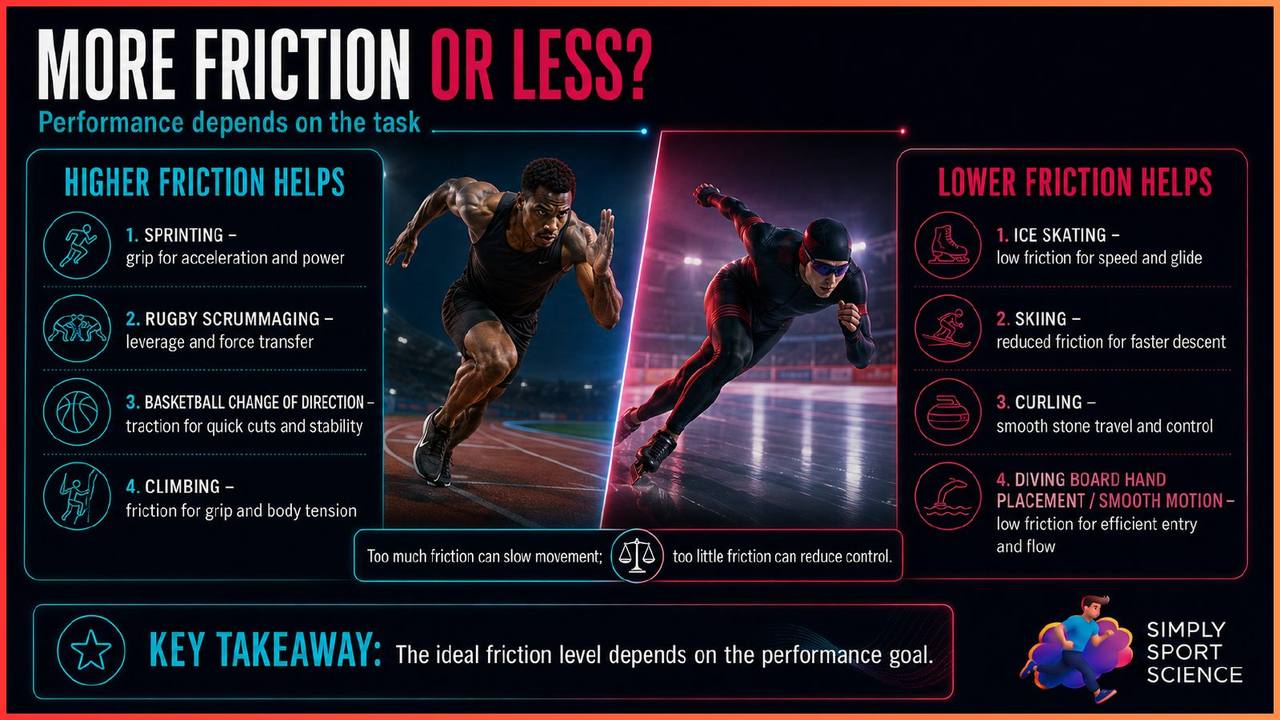 MORE FRICTION OR LESS?
Performance depends on the task
HIGHER FRICTION HELPS
1. SPRINTING –
grip for acceleration and power
2. RUGBY SCRUMMAGING –
leverage and force transfer
3. BASKETBALL CHANGE OF DIRECTION –
traction for quick cuts and stability
4. CLIMBING –
friction for grip and body tension
LOWER FRICTION HELPS
1. ICE SKATING –
low friction for speed and glide
2. SKIING –
reduced friction for faster descent
3. CURLING –
smooth stone travel and control
4. DIVING BOARD HAND
PLACEMENT / SMOOTH MOTION –
low friction for efficient entry
and flow
Too much friction can slow movement; too little friction can reduce control.
KEY TAKEAWAY: The ideal friction level depends on the performance goal.
SIMPLY
SPORT
SCIENCE